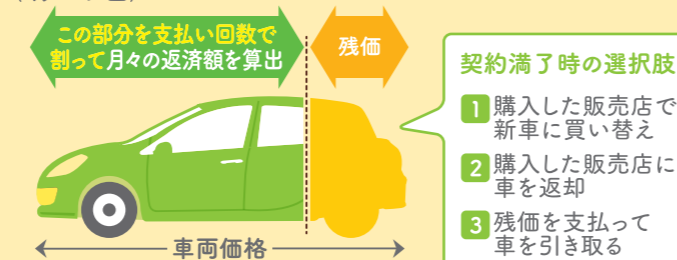 この部分を支払い回数で
割って月々の返済額を算出
残価
契約満了時の選択肢
1 購入した販売店で
新車に買い替え
2 購入した販売店に
車を返却
3 残価を支払って
車を引き取る
車両価格